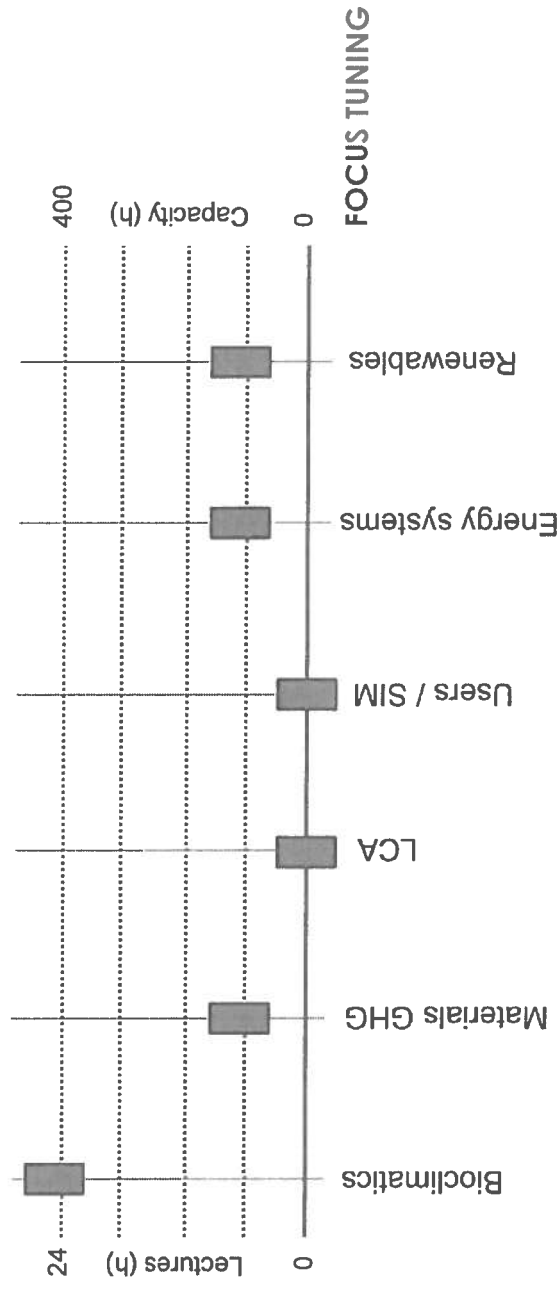 FOCUS TUNING
400
Capacity (h)
0
Renewables
Energy systems
Users / SIM
LCA
Materials GHG
Bioclimatics
24
Lectures (h)
0